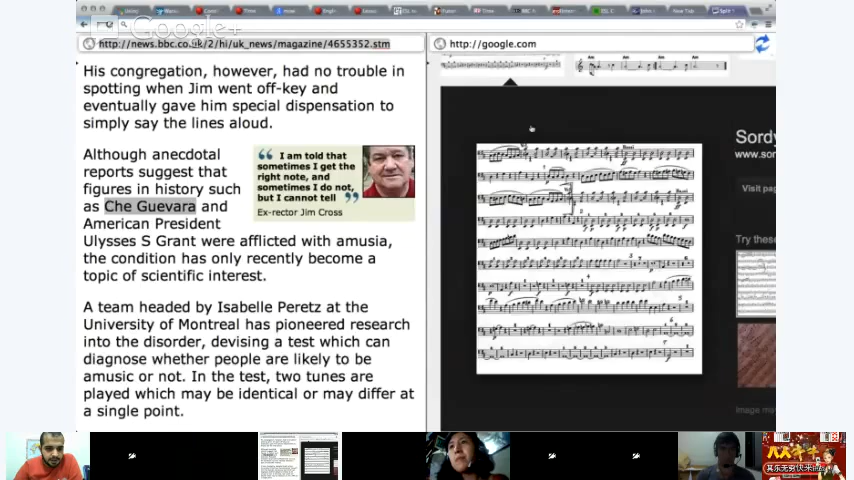 Google+
http://news.bbc.co.uk/2/hi/uk_news/magazine/4655352.stm
http://google.com
His congregation, however, had no trouble in
spotting when Jim went off-key and
eventually gave him special dispensation to
simply say the lines aloud.
Although anecdotal
reports suggest that
figures in history such
as Che Guevara and
American President
Ulysses S Grant were afflicted with amusia,
the condition has only recently become a
topic of scientific interest.
I am told that
sometimes I get the
right note, and
sometimes I do not,
but I cannot tell
Ex-rector Jim Cross
A team headed by Isabelle Peretz at the
University of Montreal has pioneered research
into the disorder, devising a test which can
diagnose whether people are likely to be
amusic or not. In the test, two tunes are
played which may be identical or may differ at
a single point.
Sordy
www.sor
Visit pag
Try these
Image may